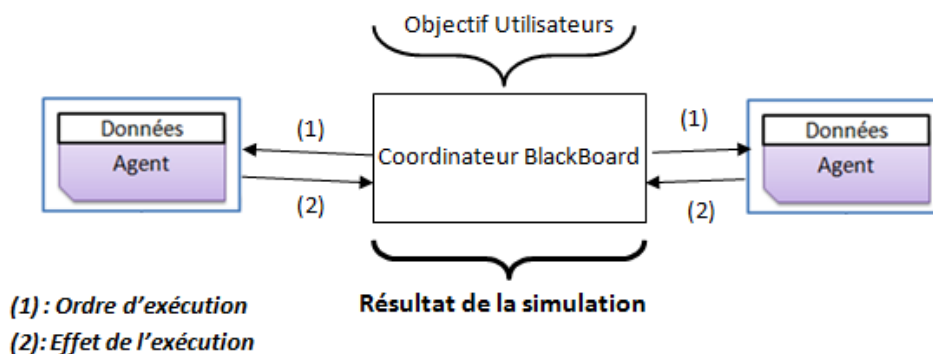 Objectif Utilisateurs
(1)
(1)
Données
Agent
Coordinateur BlackBoard
Données
Agent
(2)
(2)
Résultat de la simulation
(1) : Ordre d'exécution
(2): Effet de l'exécution